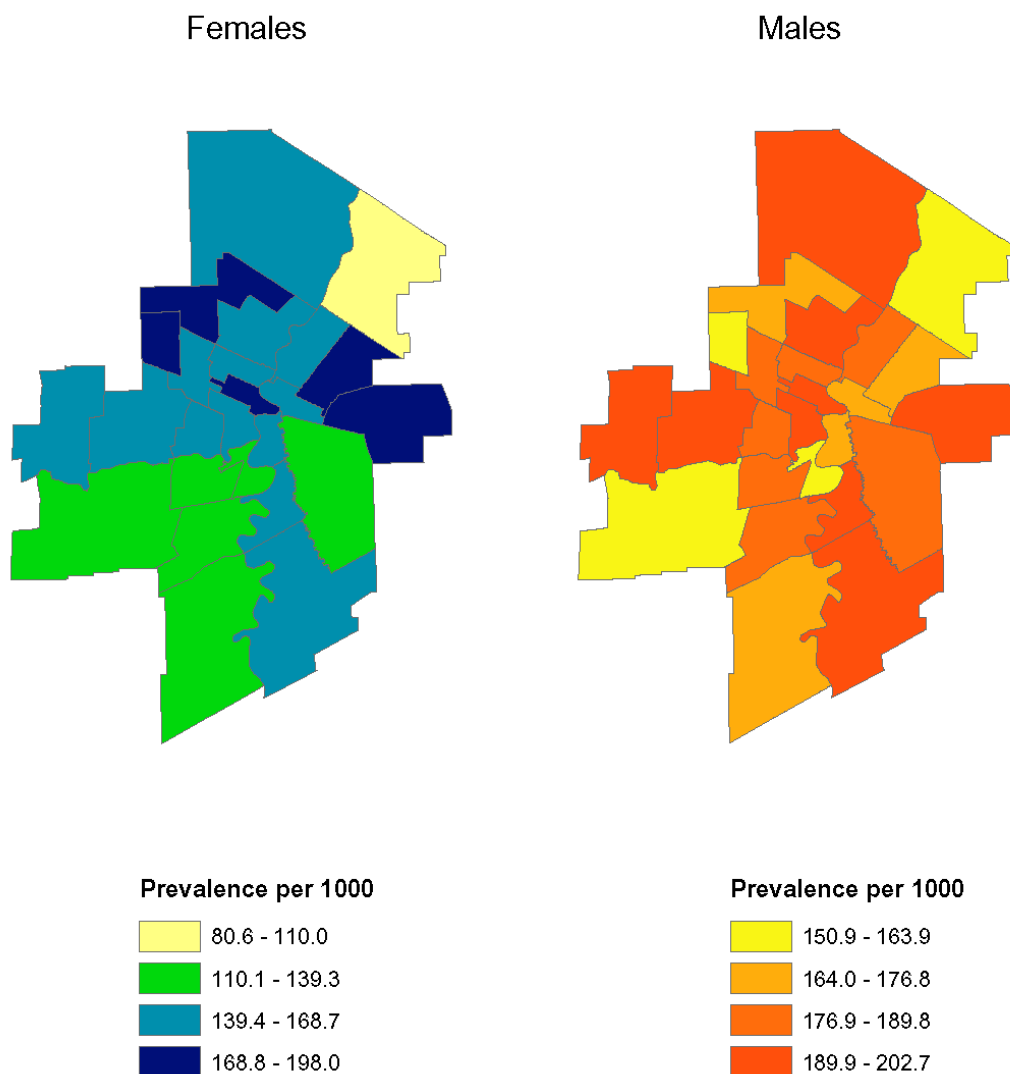 Females
Males
Prevalence per 1000
80.6 - 110.0
110.1 - 139.3
139.4 - 168.7
168.8 - 198.0
Prevalence per 1000
150.9 - 163.9
164.0 - 176.8
176.9 - 189.8
189.9 - 202.7